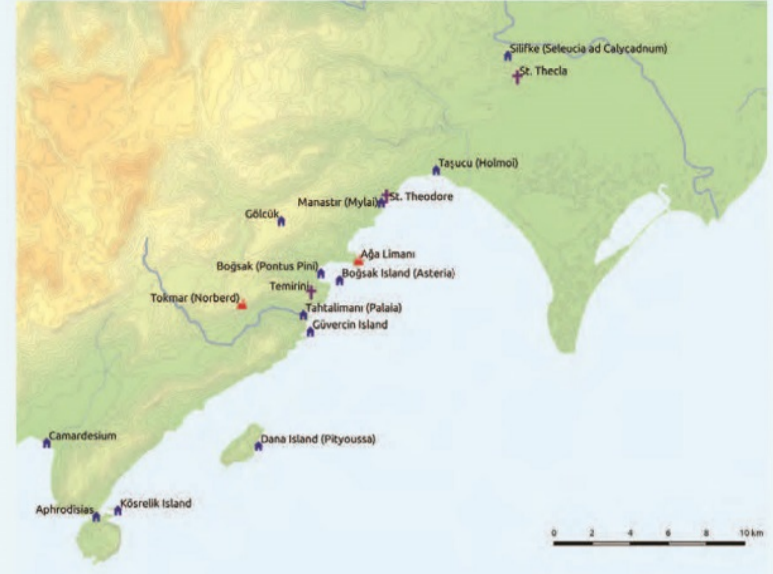 Silifke (Seleucia ad Calycadnum)
St. Thecla
Taşucu (Holmoi)
Manastır (Mylai)
St. Theodore
Gölcük
Ağa Limanı
Boğsak (Pontus Pini)
Boğsak Island (Asteria)
Temirini
Tokmar (Norberd)
Tahtalimanı (Palaia)
Güvercin Island
Camardesium
Dana Island (Pityoussa)
Aphrodisias
Kösrelik Island
0 2 4 6 8 10 km